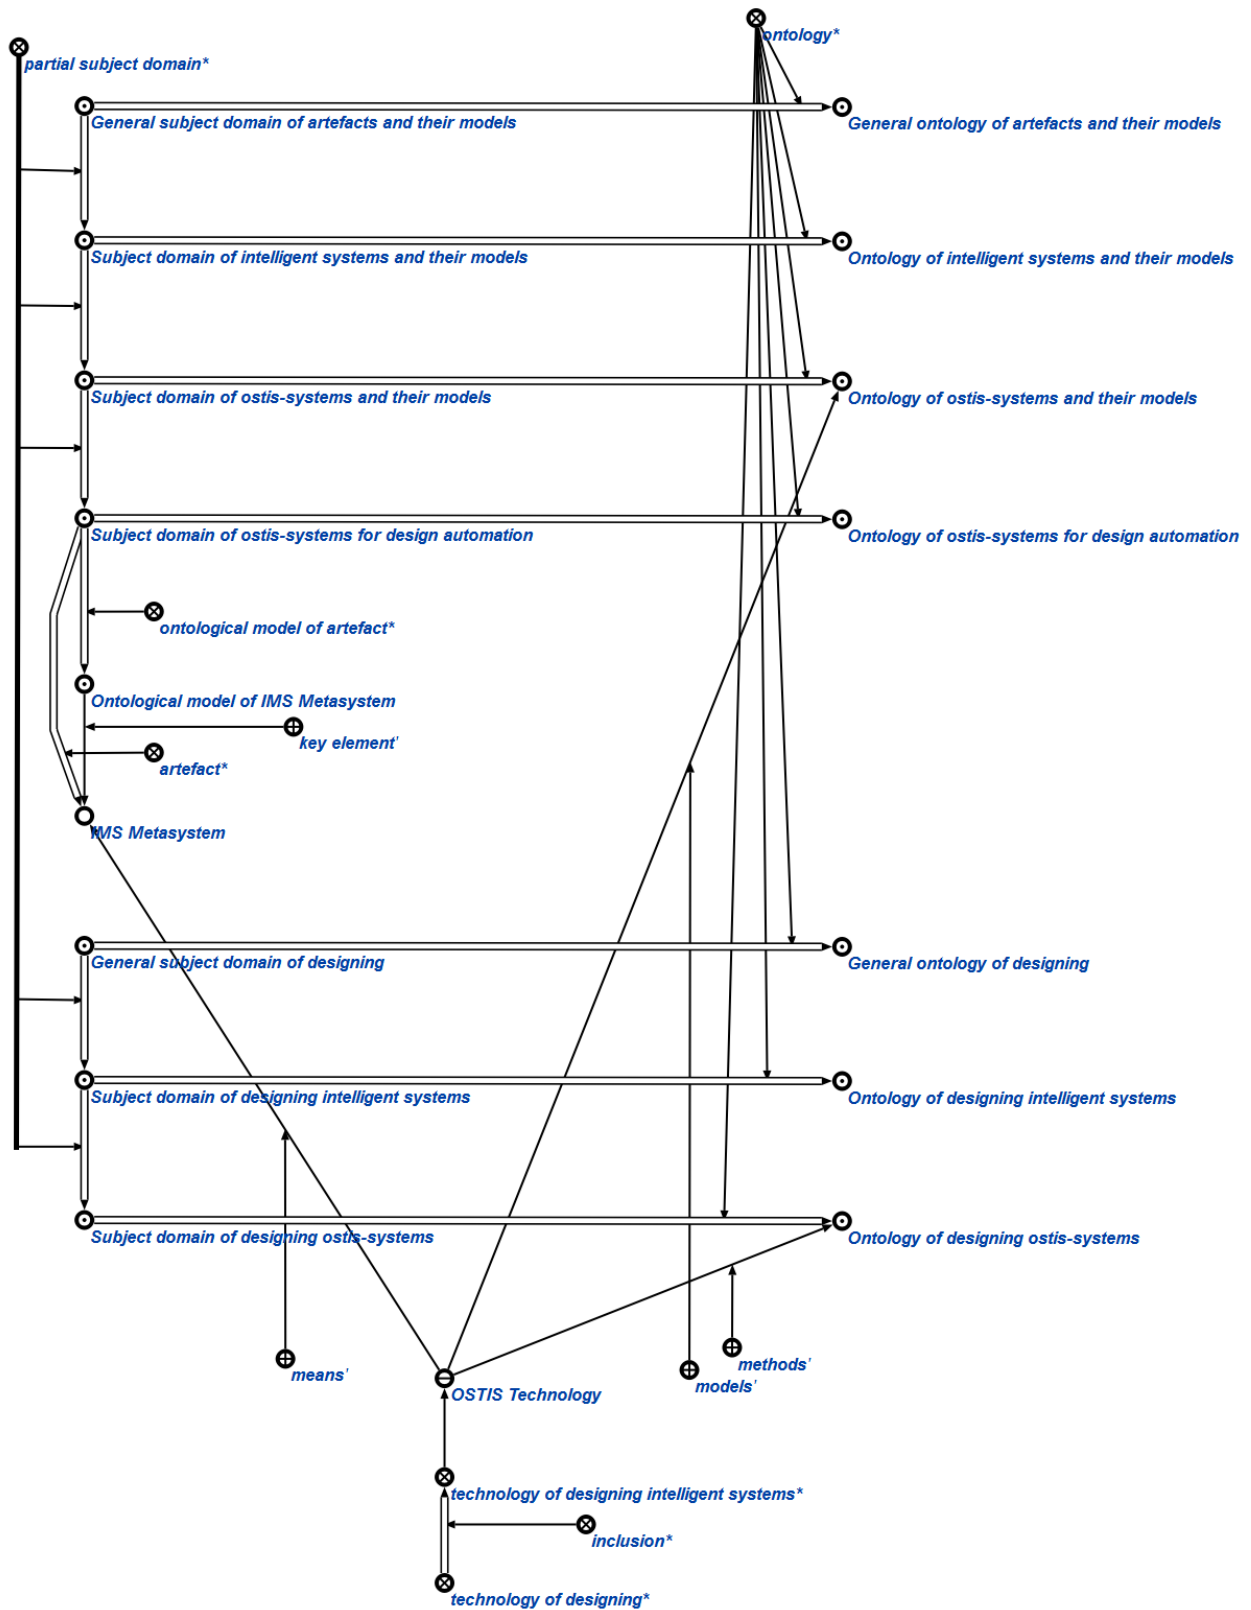 ontology*
partial subject domain*
General subject domain of artefacts and their models
General ontology of artefacts and their models
Subject domain of intelligent systems and their models
Ontology of intelligent systems and their models
Subject domain of ostis-systems and their models
Ontology of ostis-systems and their models
Subject domain of ostis-systems for design automation
Ontology of ostis-systems for design automation
ontological model of artefact*
Ontological model of IMS Metasystem
key element'
artefact*
IMS Metasystem
General subject domain of designing
General ontology of designing
Subject domain of designing intelligent systems
Ontology of designing intelligent systems
Subject domain of designing ostis-systems
Ontology of designing ostis-systems
methods'
means'
models'
OSTIS Technology
technology of designing intelligent systems*
inclusion*
technology of designing*